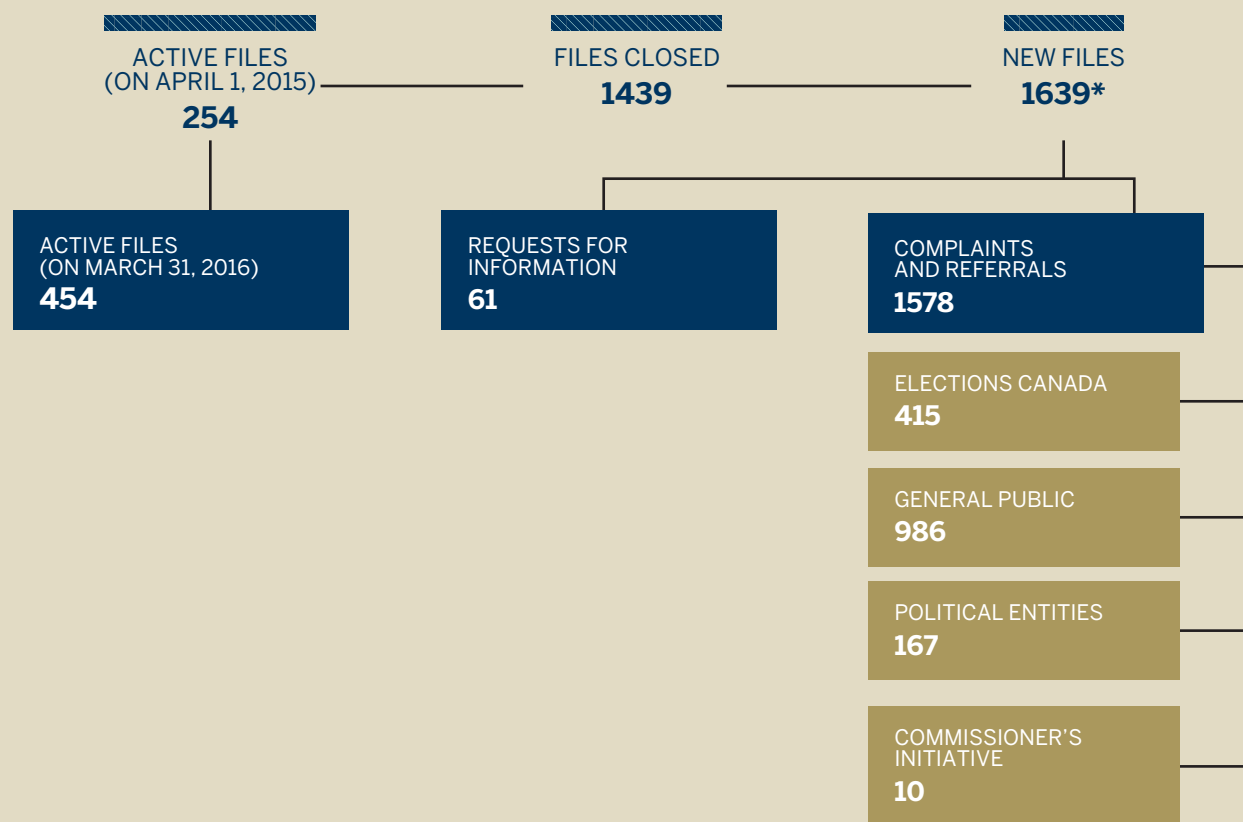 ACTIVE FILES
(ON APRIL 1, 2015)
254
FILES CLOSED
1439
NEW FILES
1639*
ACTIVE FILES
(ON MARCH 31, 2016)
454
REQUESTS FOR
INFORMATION
61
COMPLAINTS
AND REFERRALS
1578
ELECTIONS CANADA
415
GENERAL PUBLIC
986
POLITICAL ENTITIES
167
COMMISSIONER'S
INITIATIVE
10